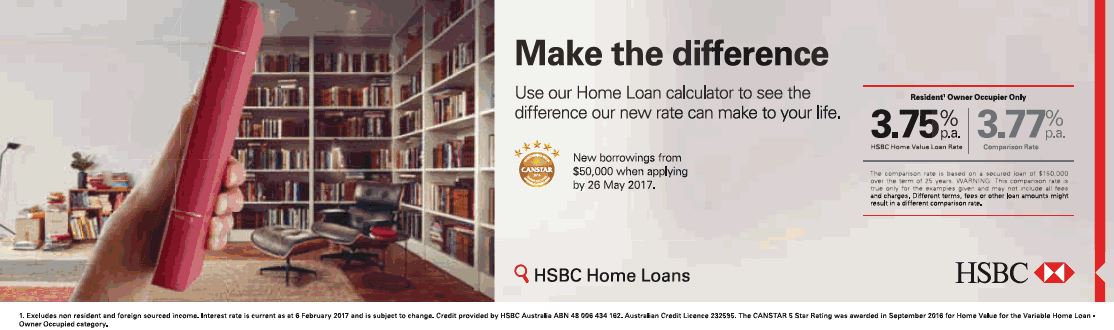 Make the difference
Use our Home Loan calculator to see the
difference our new rate can make to your life.
CANSTAR
New borrowings from
$50,000 when applying
by 26 May 2017.
HSBC Home Loans
Resident¹ Owner Occupier Only
3.75% p.a.
HSBC Home Value Loan Rate
3.77% p.a.
Comparison Rate
The comparison rate is based on a secured loan of $150,000
over the term of 25 years. WARNING: This comparison rate is
true only for the examples given and may not include all fees
and charges. Different terms, fees or other loan amounts might
result in a different comparison rate.
HSBC
1. Excludes non resident and foreign sourced income. Interest rate is current as at 6 February 2017 and is subject to change. Credit provided by HSBC Australia ABN 48 006 434 162. Australian Credit Licence 232595. The CANSTAR 5 Star Rating was awarded in September 2016 for Home Value for the Variable Home Loan -
Owner Occupied category.